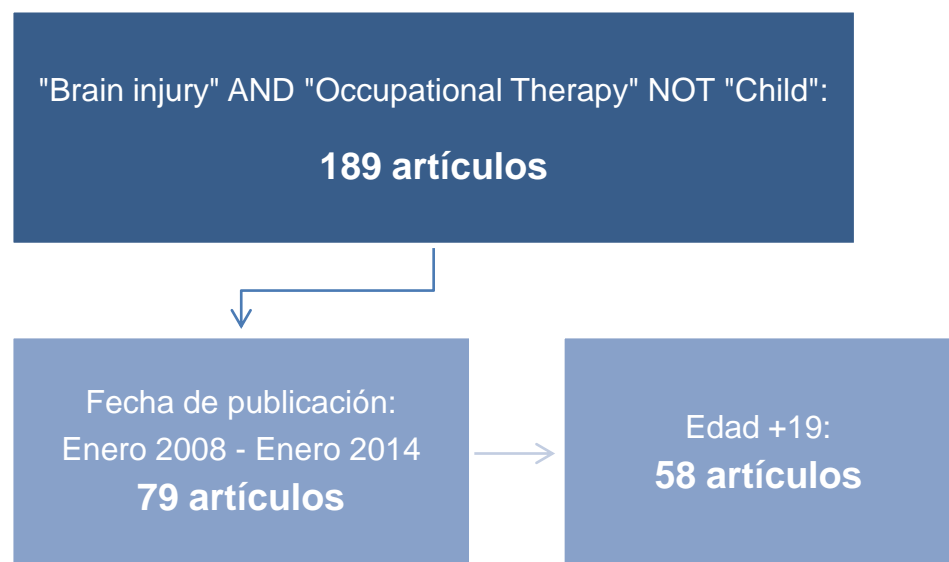 "Brain injury" AND "Occupational Therapy" NOT "Child":
189 artículos
Fecha de publicación:
Enero 2008 - Enero 2014
79 artículos
Edad +19:
58 artículos